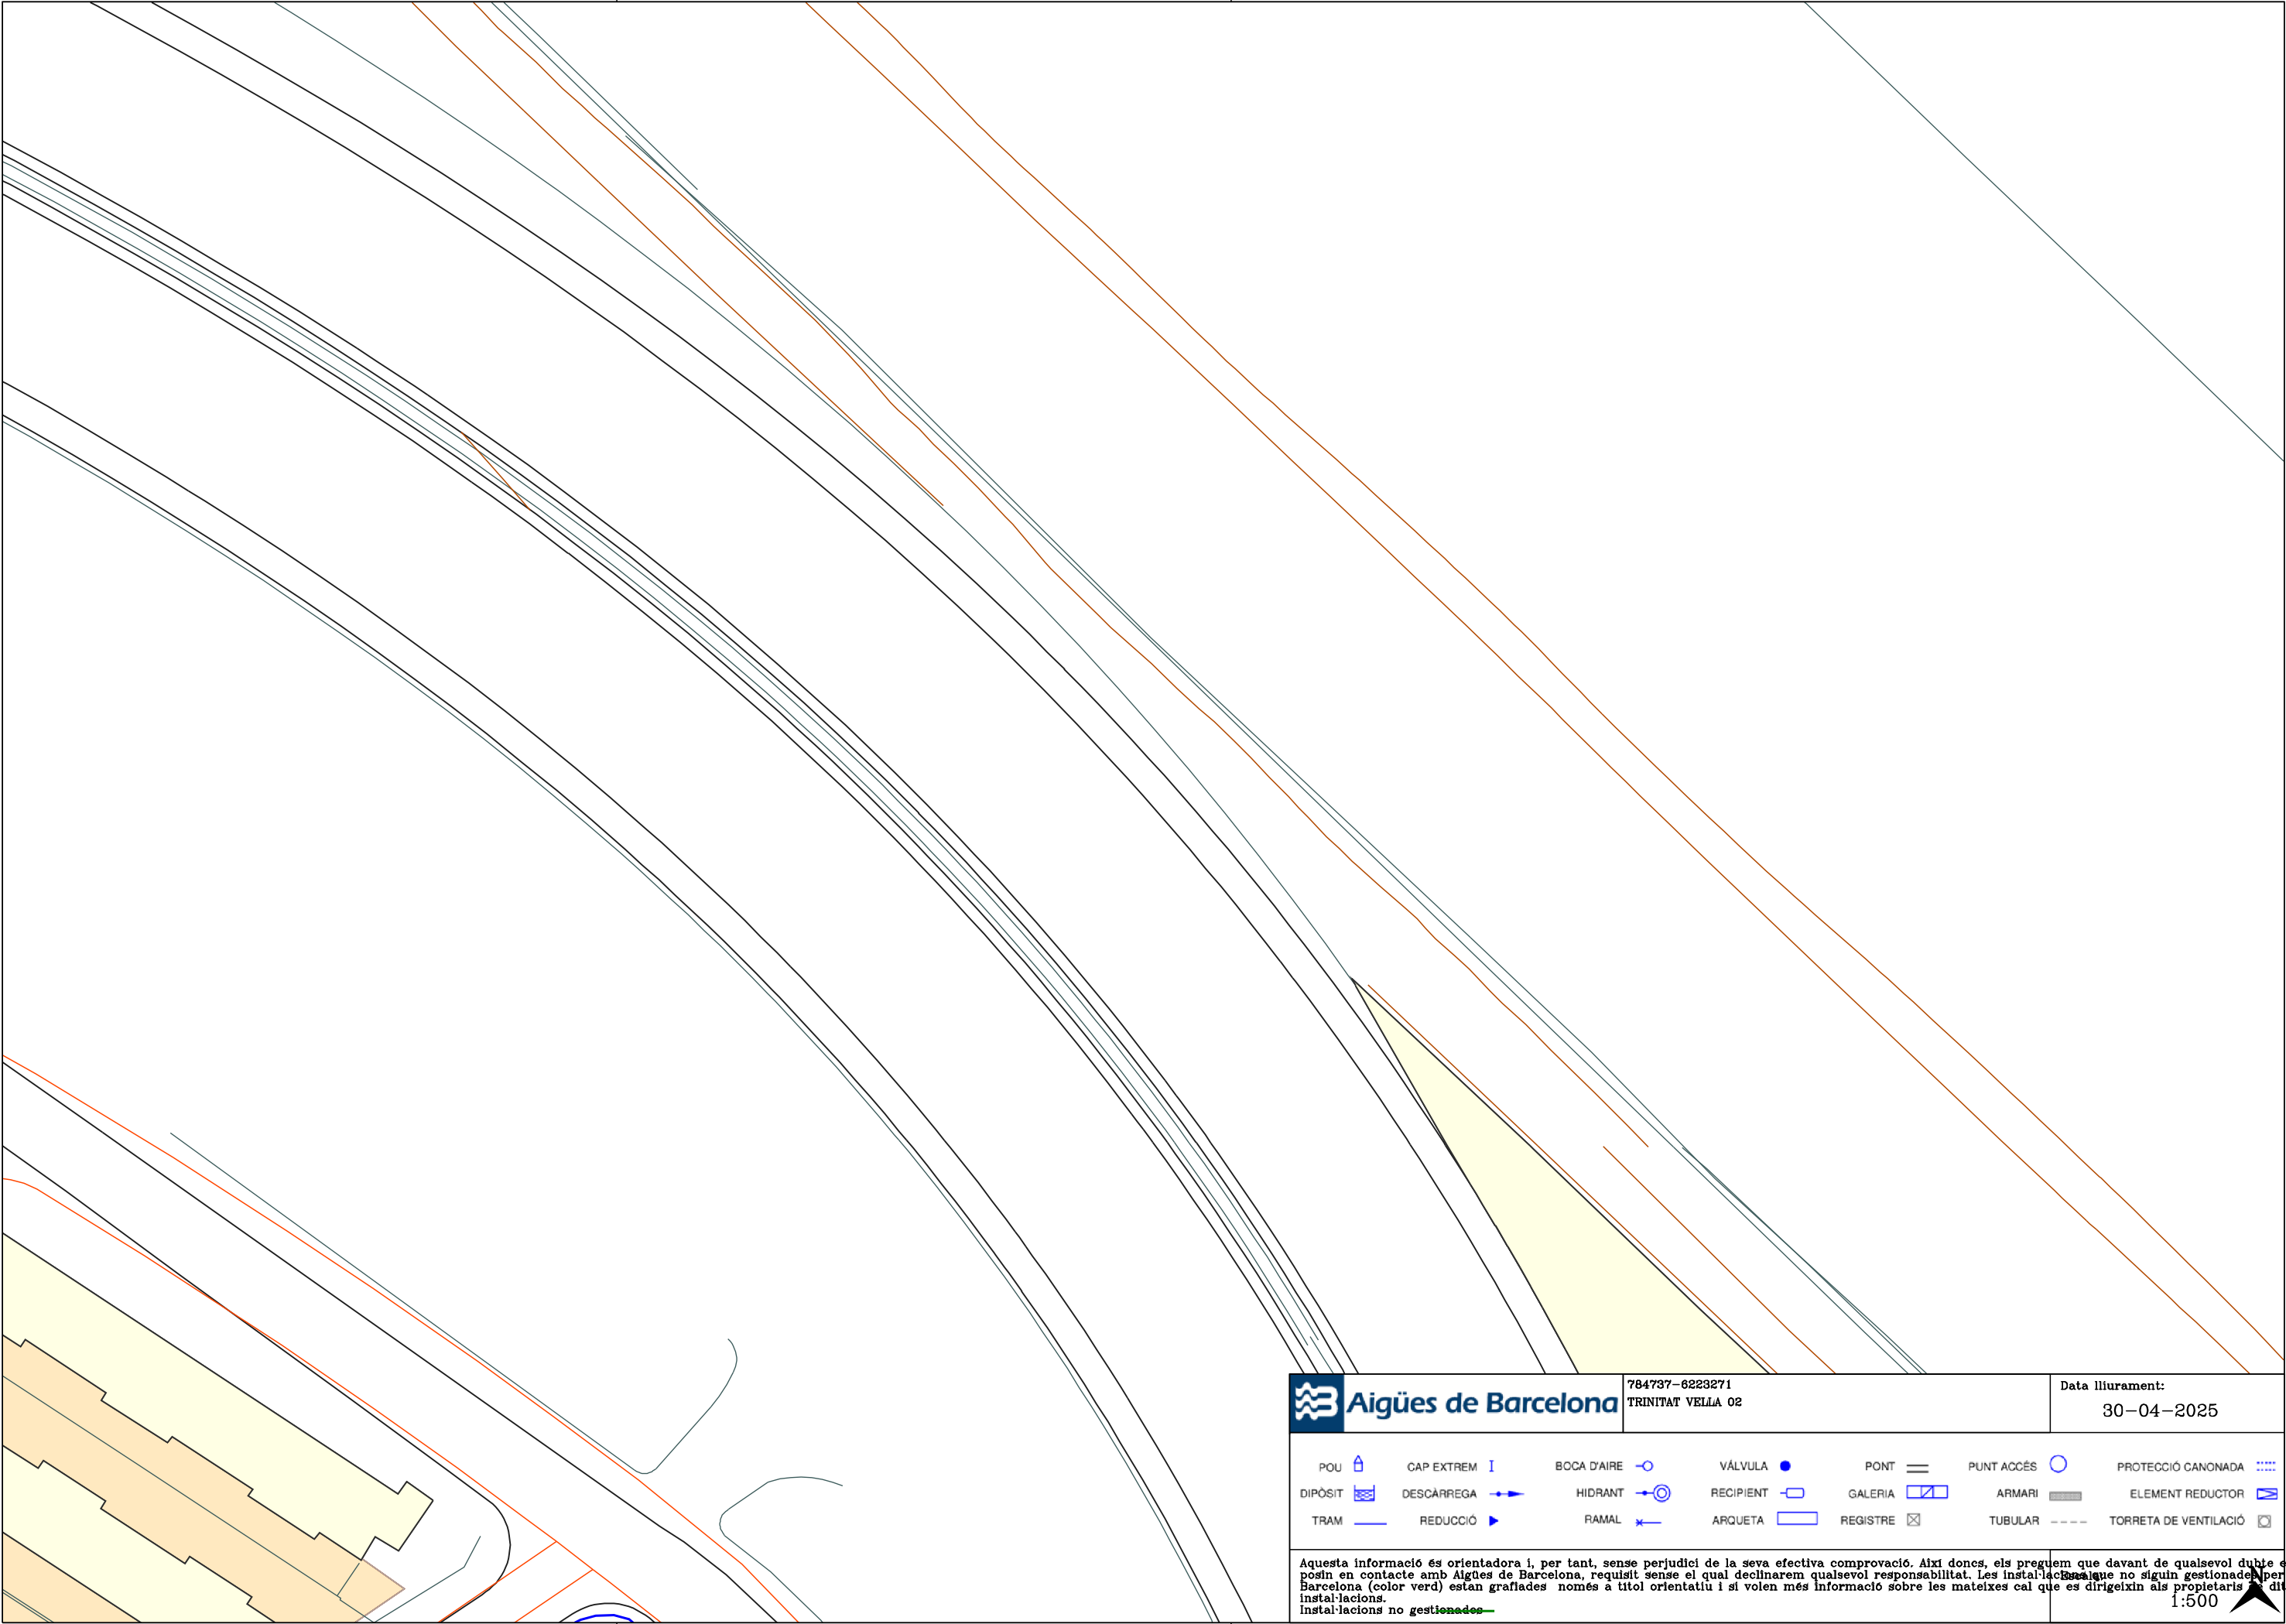 Aigües de Barcelona
784737-6223271
TRINITAT VELLA 02
Data lliurament:
30-04-2025
POU
CAP EXTREM
BOCA D'AIRE
VÁLVULA
PONT
PUNT ACCÉS
PROTECCIÓ CANONADA
DIPÒSIT
DESCÀRREGA
HIDRANT
RECIPIENT
GALERIA
ARMARI
ELEMENT REDUCTOR
TRAM
REDUCCIÓ
RAMAL
ARQUETA
REGISTRE
TUBULAR
TORRETA DE VENTILACIÓ
Aquesta informació és orientadora i, per tant, sense perjudici de la seva efectiva comprovació. Així doncs, els preguem que davant de qualsevol dubte e
posin en contacte amb Aigües de Barcelona, requisit sense el qual declinarem qualsevol responsabilitat. Les instal·lacions que no siguin gestionades per
Barcelona (color verd) estan grafiades només a títol orientatiu i si volen més informació sobre les mateixes cal que es dirigeixin als propietaris de dit
instal·lacions.
Instal·lacions no gestionades
Escala:
N
1:500